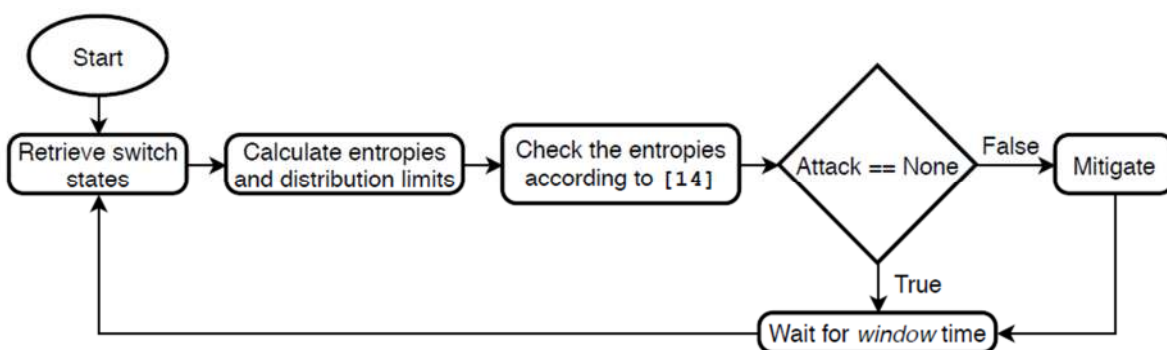 Start
Retrieve switch
states
Calculate entropies
and distribution limits
Check the entropies
according to [14]
Attack == None
False
Mitigate
True
Wait for window time